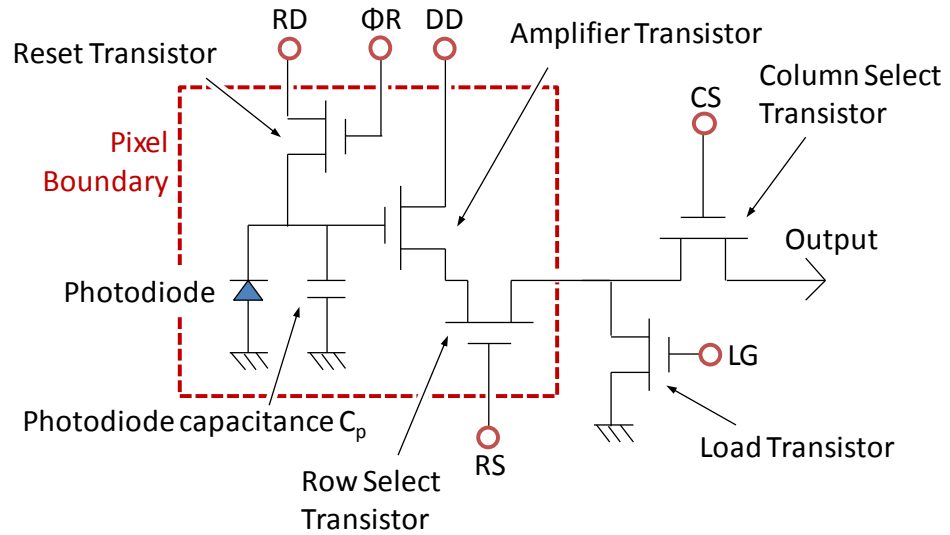 RD
ΦR
DD
Reset Transistor
Amplifier Transistor
Column Select
Transistor
CS
Pixel
Boundary
Output
Photodiode
LG
Photodiode capacitance Cp
RS
Load Transistor
Row Select
Transistor